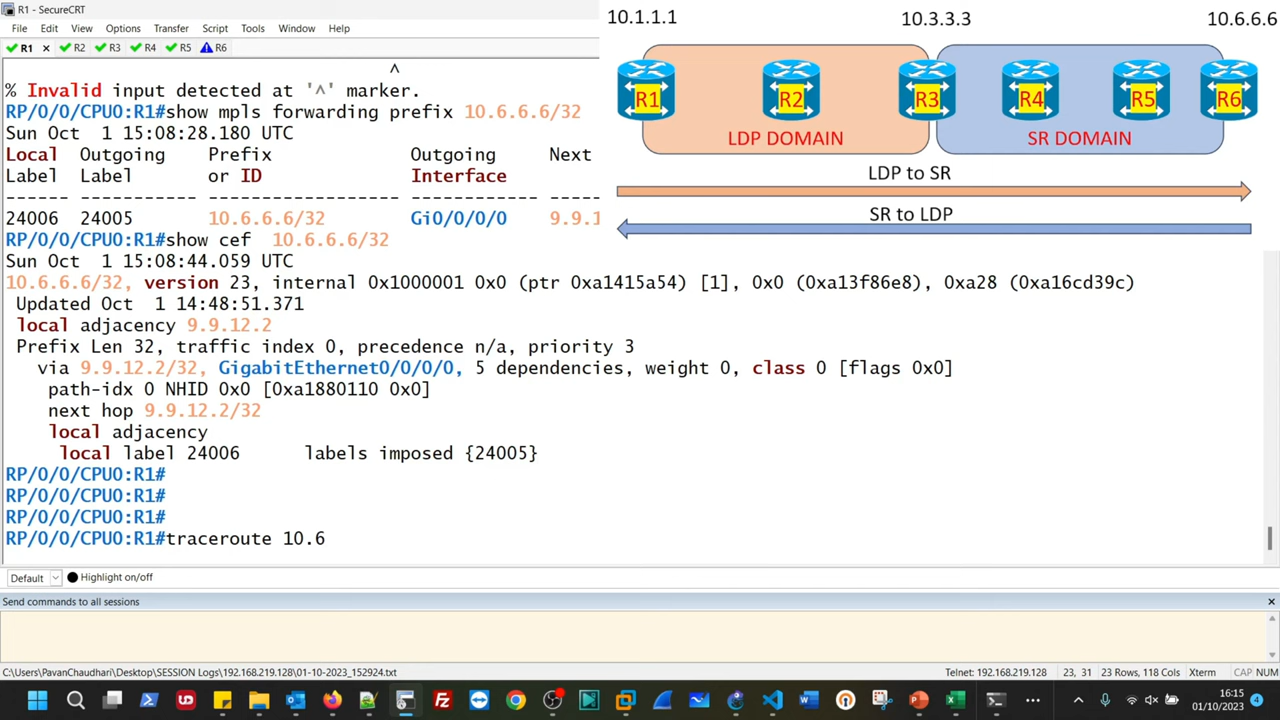 R1 - SecureCRT
File Edit View Options Transfer Script Tools Window Help
R1 × R2 R3 R4 R5 R6
^
% Invalid input detected at '^' marker.
RP/0/0/CPU0:R1#show mpls forwarding prefix 10.6.6.6/32
Sun Oct 1 15:08:28.180 UTC
Local Outgoing Prefix Outgoing Next
Label Label or ID Interface
------ ----------- ------------------ ------------ -----
24006 24005 10.6.6.6/32 Gi0/0/0/0 9.9.1
RP/0/0/CPU0:R1#show cef 10.6.6.6/32
Sun Oct 1 15:08:44.059 UTC
10.6.6.6/32, version 23, internal 0x1000001 0x0 (ptr 0xa1415a54) [1], 0x0 (0xa13f86e8), 0xa28 (0xa16cd39c)
Updated Oct 1 14:48:51.371
local adjacency 9.9.12.2
Prefix Len 32, traffic index 0, precedence n/a, priority 3
via 9.9.12.2/32, GigabitEthernet0/0/0/0, 5 dependencies, weight 0, class 0 [flags 0x0]
path-idx 0 NHID 0x0 [0xa1880110 0x0]
next hop 9.9.12.2/32
local adjacency
local label 24006 labels imposed {24005}
RP/0/0/CPU0:R1#
RP/0/0/CPU0:R1#
RP/0/0/CPU0:R1#
RP/0/0/CPU0:R1#traceroute 10.6
10.1.1.1 10.3.3.3 10.6.6.6
R1 R2 R3 R4 R5 R6
LDP DOMAIN SR DOMAIN
LDP to SR
SR to LDP
Default Highlight on/off
Send commands to all sessions ×
C:\Users\PavanChaudhari\Desktop\SESSION Logs\192.168.219.128\01-10-2023_152924.txt Telnet: 192.168.219.128 23, 31 23 Rows, 118 Cols Xterm CAP NUM
16:15
01/10/2023
4